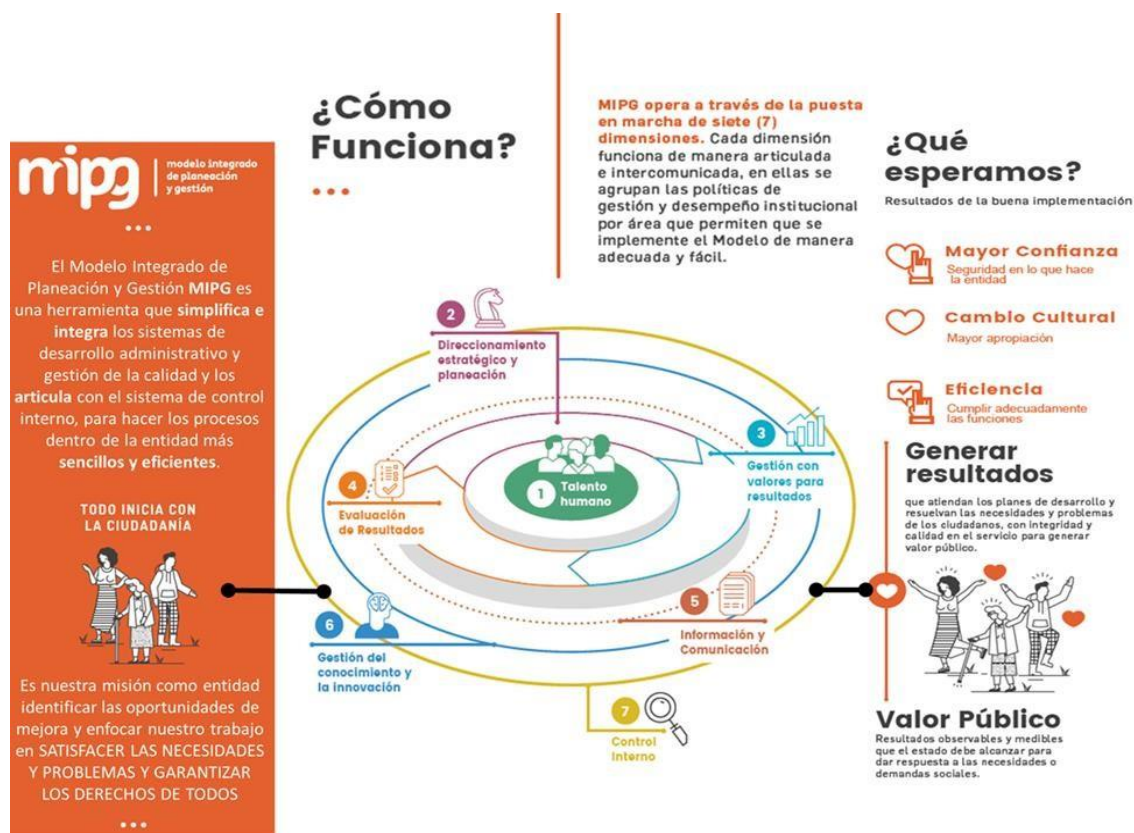 mipg
modelo integrado
de planeación
y gestión
El Modelo Integrado de
Planeación y Gestión MIPG es
una herramienta que simplifica e
integra los sistemas de
desarrollo administrativo y
gestión de la calidad y los
articula con el sistema de control
interno, para hacer los procesos
dentro de la entidad más
sencillos y eficientes.
TODO INICIA CON
LA CIUDADANÍA
Es nuestra misión como entidad
identificar las oportunidades de
mejora y enfocar nuestro trabajo
en SATISFACER LAS NECESIDADES
Y PROBLEMAS Y GARANTIZAR
LOS DERECHOS DE TODOS
¿Cómo
Funciona?
MIPG opera a través de la puesta
en marcha de siete (7)
dimensiones. Cada dimensión
funciona de manera articulada
e intercomunicada, en ellas se
agrupan las políticas de
gestión y desempeño institucional
por área que permiten que se
implemente el Modelo de manera
adecuada y fácil.
2
Direccionamiento
estratégico y
planeación
3
Gestión con
valores para
resultados
1
Talento
humano
4
Evaluación
de Resultados
5
Información y
Comunicación
6
Gestión del
conocimiento y
la innovación
7
Control
Interno
¿Qué
esperamos?
Resultados de la buena implementación
Mayor Confianza
Seguridad en lo que hace
la entidad
Cambio Cultural
Mayor apropiación
Eficiencia
Cumplir adecuadamente
las funciones
Generar
resultados
que atiendan los planes de desarrollo y
resuelvan las necesidades y problemas
de los ciudadanos, con integridad y
calidad en el servicio para generar
valor público.
Valor Público
Resultados observables y medibles
que el estado debe alcanzar para
dar respuesta a las necesidades o
demandas sociales.